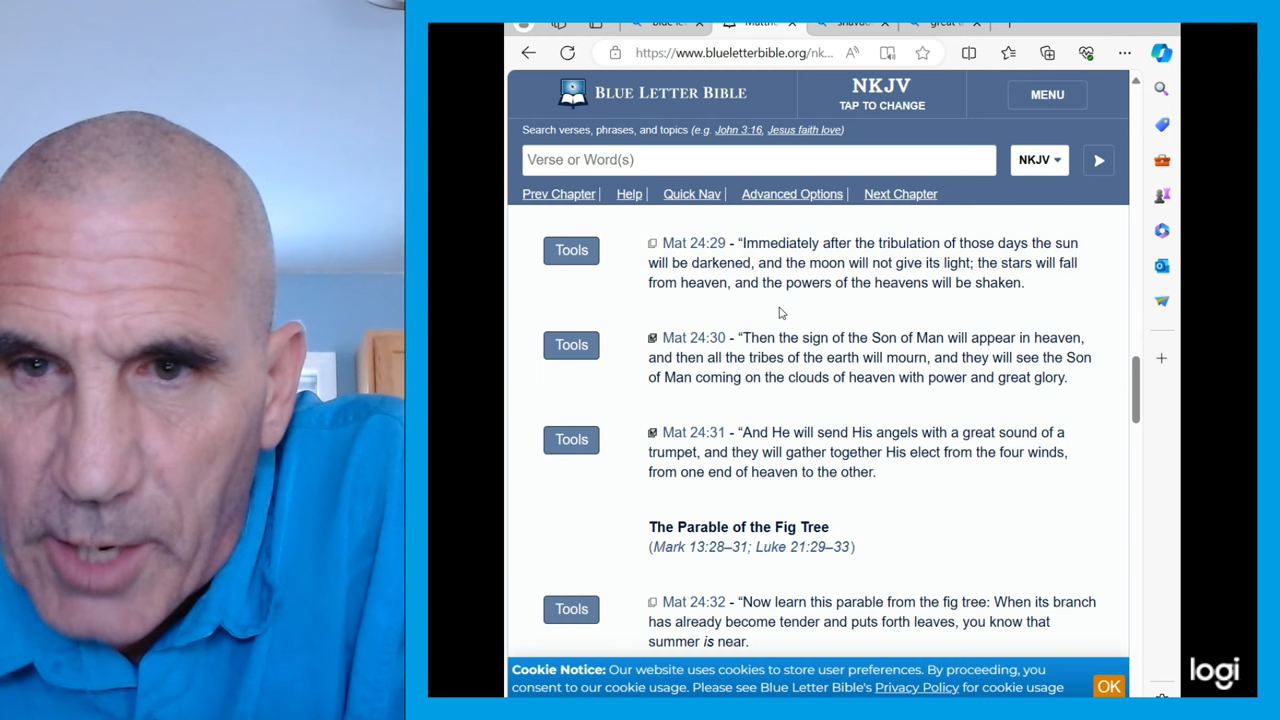 https://www.blueletterbible.org/nk...
BLUE LETTER BIBLE
NKJV
TAP TO CHANGE
MENU
Search verses, phrases, and topics (e.g. John 3:16, Jesus faith love)
Verse or Word(s)
NKJV
Prev Chapter| Help| Quick Nav| Advanced Options| Next Chapter
Tools
Mat 24:29 - “Immediately after the tribulation of those days the sun
will be darkened, and the moon will not give its light; the stars will fall
from heaven, and the powers of the heavens will be shaken.
Tools
Mat 24:30 - “Then the sign of the Son of Man will appear in heaven,
and then all the tribes of the earth will mourn, and they will see the Son
of Man coming on the clouds of heaven with power and great glory.
Tools
Mat 24:31 - “And He will send His angels with a great sound of a
trumpet, and they will gather together His elect from the four winds,
from one end of heaven to the other.
The Parable of the Fig Tree
(Mark 13:28–31; Luke 21:29–33)
Tools
Mat 24:32 - “Now learn this parable from the fig tree: When its branch
has already become tender and puts forth leaves, you know that
summer is near.
Cookie Notice: Our website uses cookies to store user preferences. By proceeding, you
consent to our cookie usage. Please see Blue Letter Bible's Privacy Policy for cookie usage
OK
logi